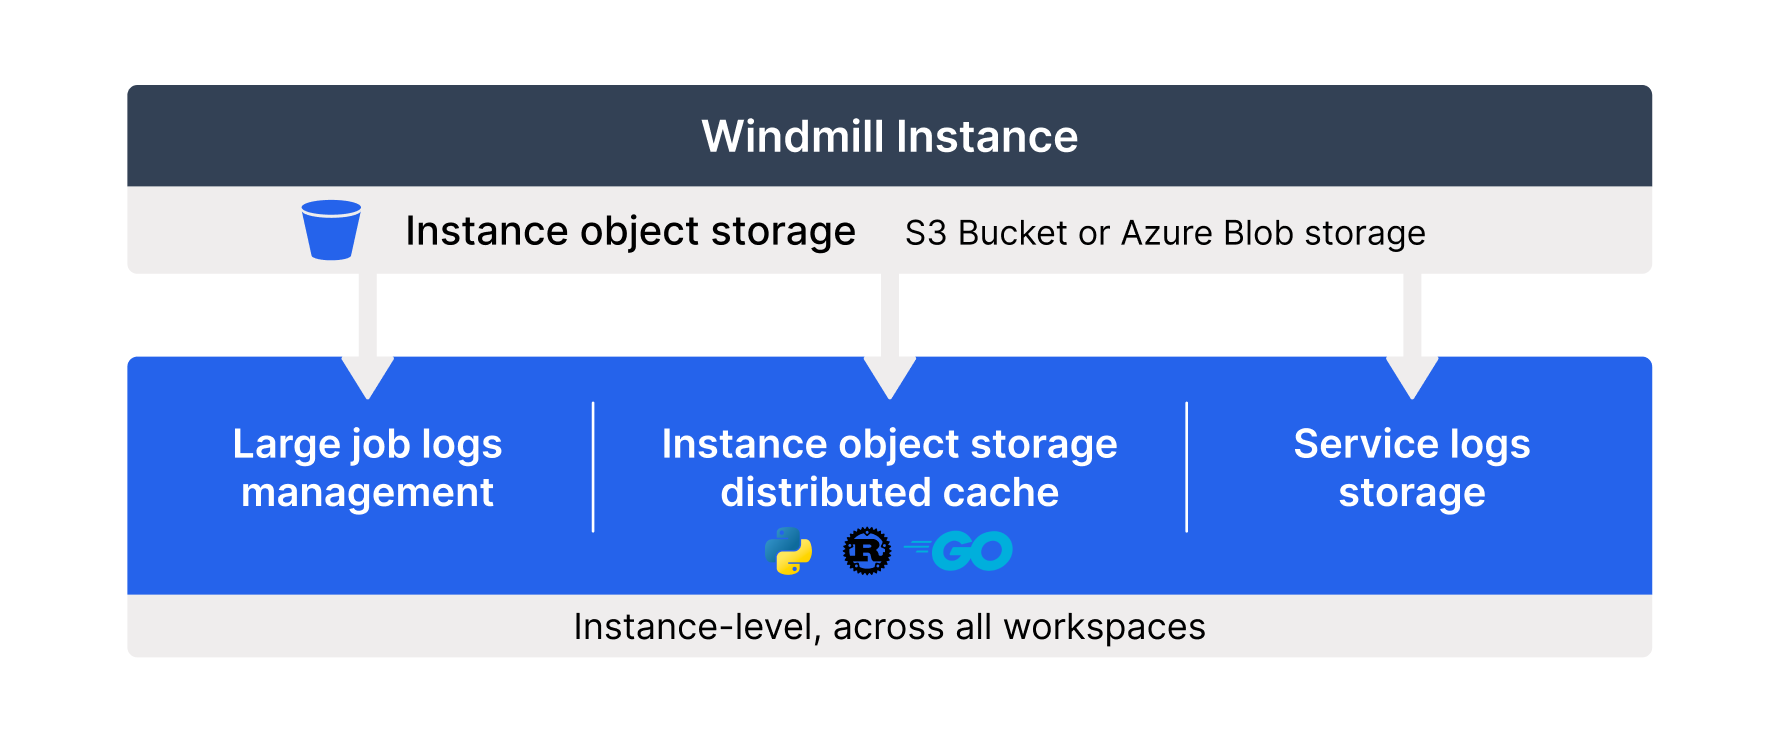 Windmill Instance
Instance object storage S3 Bucket or Azure Blob storage
Large job logs
management
Instance object storage
distributed cache
R GO
Service logs
storage
Instance-level, across all workspaces